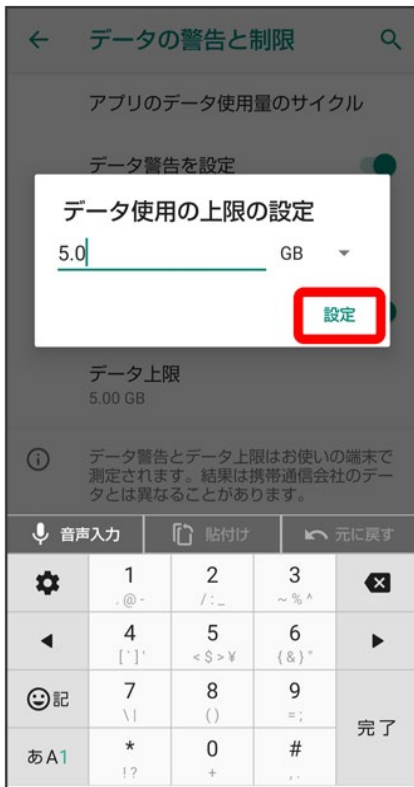 データの警告と制限
アプリのデータ使用量のサイクル
データ警告を設定
データ使用の上限の設定
5.0 GB
設定
データ上限
5.00 GB
データ警告とデータ上限はお使いの端末で
測定されます。結果は携帯通信会社のデー
タとは異なることがあります。
音声入力 貼付け 元に戻す
1 2 3
. @ - / : _ ~ % ^
4 5 6
[ ` ] ' < $ > ¥ { & } "
記 7 8 9
\ | ( ) = ;
完了
あA1 * 0 #
! ? + , .